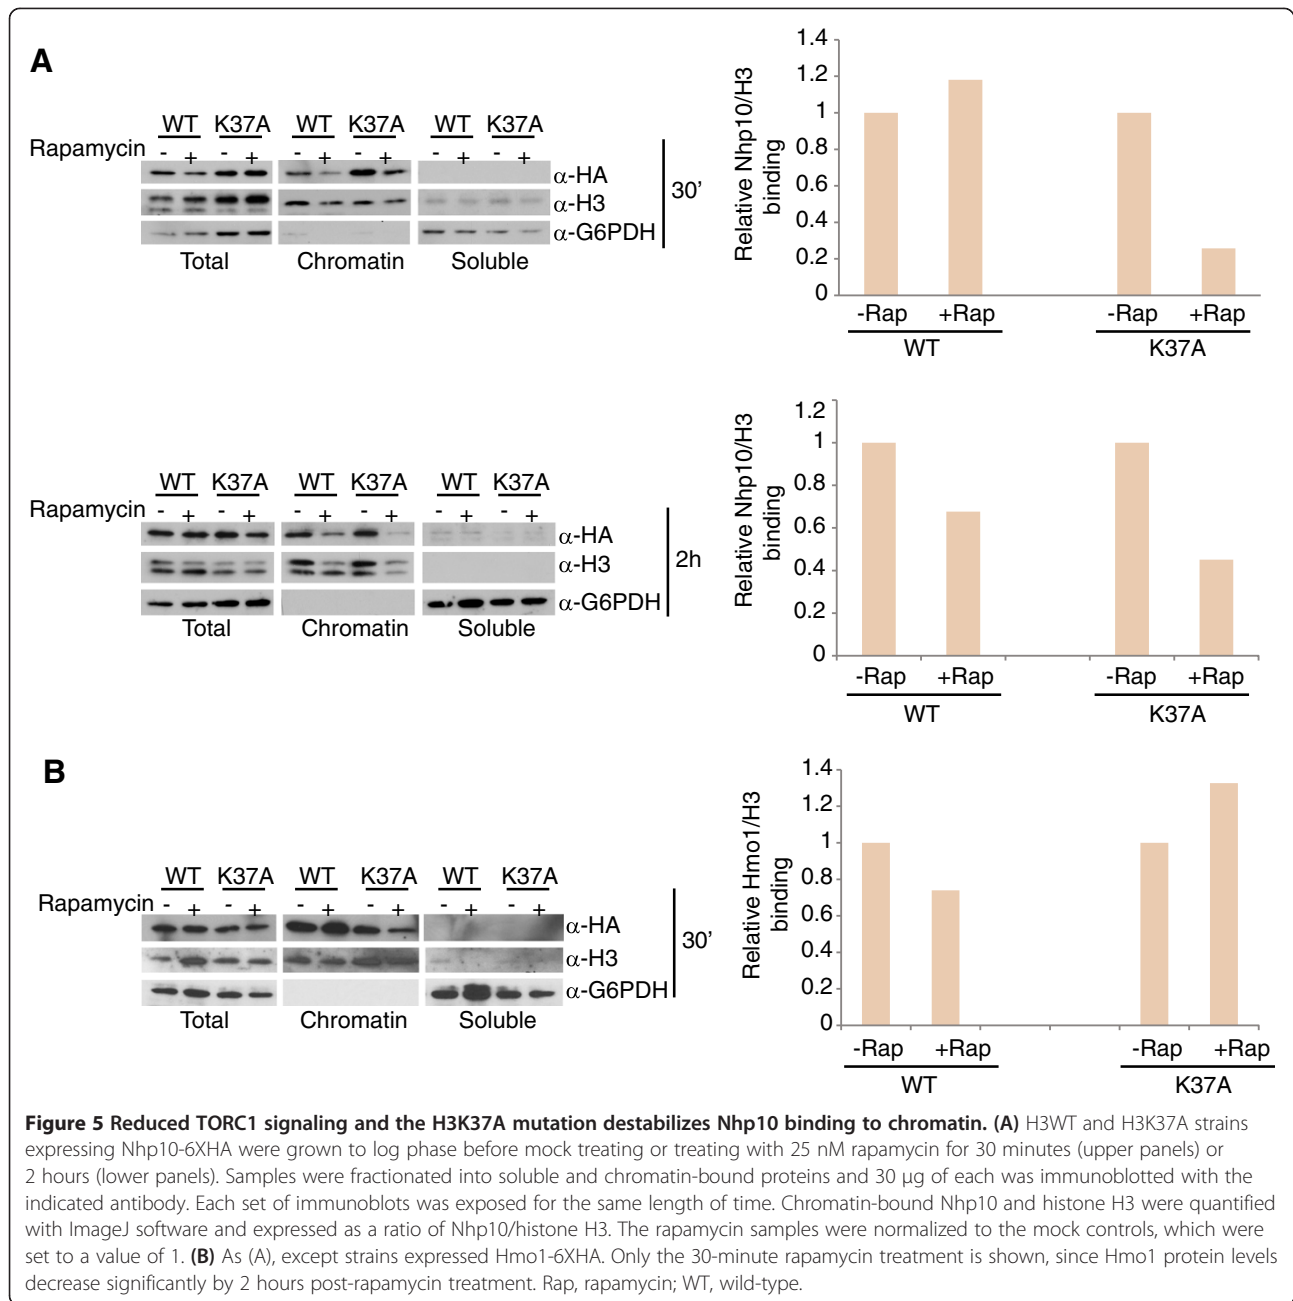 A
WT K37A WT K37A WT K37A
Rapamycin - + - + - + - + - + - +
α-HA
α-H3
α-G6PDH
30'
Total Chromatin Soluble
Relative Nhp10/H3
binding
1.4
1.2
1
0.8
0.6
0.4
0.2
0
-Rap +Rap -Rap +Rap
WT K37A
WT K37A WT K37A WT K37A
Rapamycin - + - + - + - + - + - +
α-HA
α-H3
α-G6PDH
2h
Total Chromatin Soluble
Relative Nhp10/H3
binding
1.2
1
0.8
0.6
0.4
0.2
0
-Rap +Rap -Rap +Rap
WT K37A
B
WT K37A WT K37A WT K37A
Rapamycin - + - + - + - + - + - +
α-HA
α-H3
α-G6PDH
30'
Total Chromatin Soluble
Relative Hmo1/H3
binding
1.4
1.2
1
0.8
0.6
0.4
0.2
0
-Rap +Rap -Rap +Rap
WT K37A
Figure 5 Reduced TORC1 signaling and the H3K37A mutation destabilizes Nhp10 binding to chromatin. (A) H3WT and H3K37A strains
expressing Nhp10-6XHA were grown to log phase before mock treating or treating with 25 nM rapamycin for 30 minutes (upper panels) or
2 hours (lower panels). Samples were fractionated into soluble and chromatin-bound proteins and 30 μg of each was immunoblotted with the
indicated antibody. Each set of immunoblots was exposed for the same length of time. Chromatin-bound Nhp10 and histone H3 were quantified
with ImageJ software and expressed as a ratio of Nhp10/histone H3. The rapamycin samples were normalized to the mock controls, which were
set to a value of 1. (B) As (A), except strains expressed Hmo1-6XHA. Only the 30-minute rapamycin treatment is shown, since Hmo1 protein levels
decrease significantly by 2 hours post-rapamycin treatment. Rap, rapamycin; WT, wild-type.